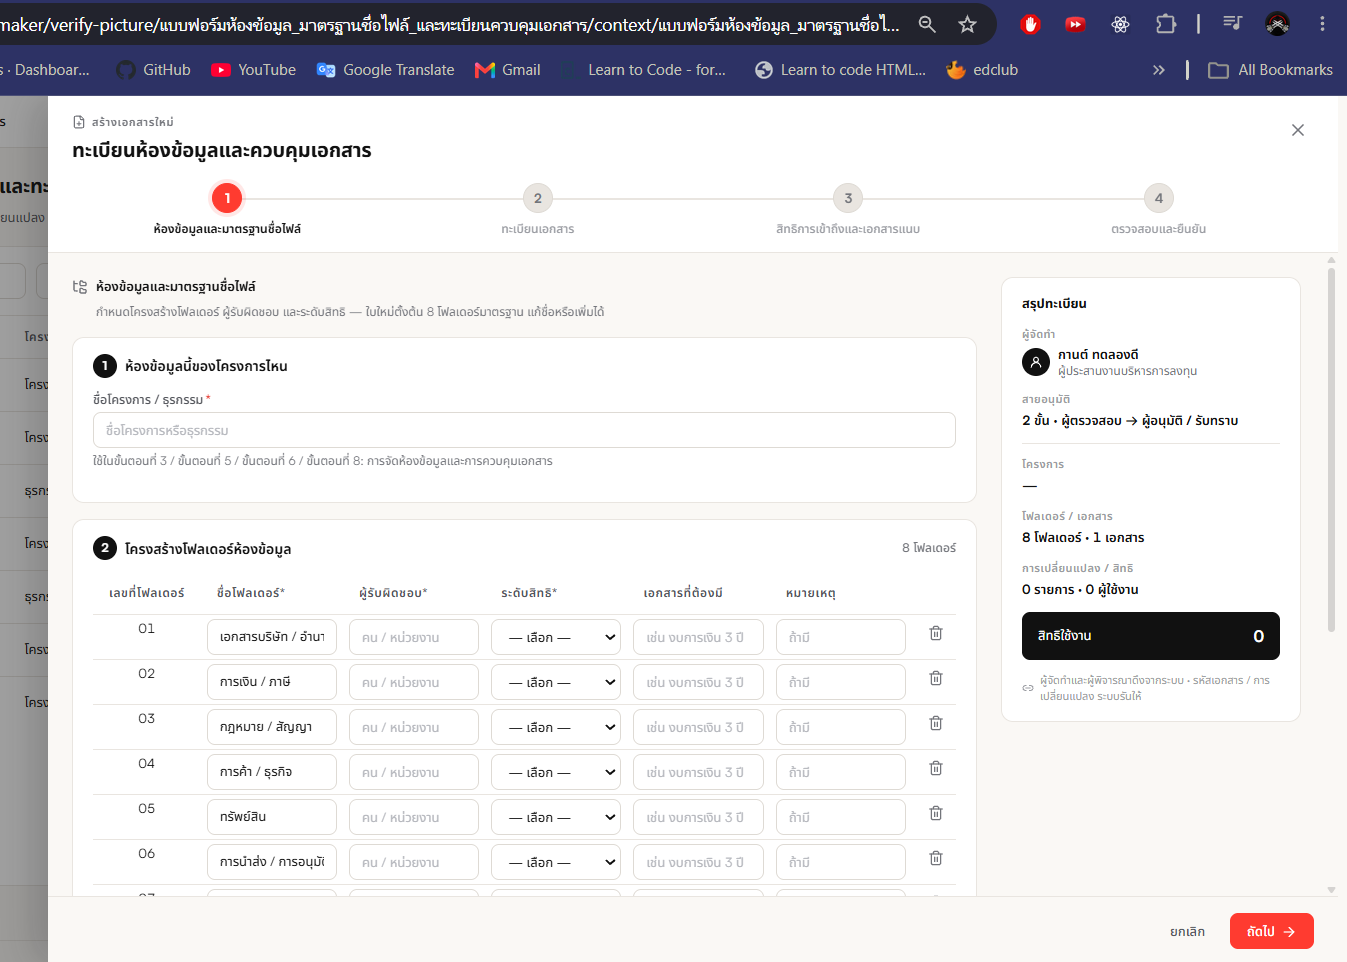 maker/verify-picture/แบบฟอร์มห้องข้อมูล_มาตรฐานชื่อไฟล์_และทะเบียนควบคุมเอกสาร/context/แบบฟอร์มห้องข้อมูล_มาตรฐานชื่อไ...
s · Dashboar... GitHub YouTube Google Translate Gmail Learn to Code - for... Learn to code HTML... edclub All Bookmarks
ร
สร้างเอกสารใหม่
ทะเบียนห้องข้อมูลและควบคุมเอกสาร
และทะ
ยนแปลง
1 2 3 4
ห้องข้อมูลและมาตรฐานชื่อไฟล์ ทะเบียนเอกสาร สิทธิการเข้าถึงและเอกสารแนบ ตรวจสอบและยืนยัน
ห้องข้อมูลและมาตรฐานชื่อไฟล์
กำหนดโครงสร้างโฟลเดอร์ ผู้รับผิดชอบ และระดับสิทธิ — ใบใหม่ตั้งต้น 8 โฟลเดอร์มาตรฐาน แก้ชื่อหรือเพิ่มได้
1 ห้องข้อมูลนี้ของโครงการไหน
ชื่อโครงการ / ธุรกรรม *
ชื่อโครงการหรือธุรกรรม
ใช้ในขั้นตอนที่ 3 / ขั้นตอนที่ 5 / ขั้นตอนที่ 6 / ขั้นตอนที่ 8: การจัดห้องข้อมูลและการควบคุมเอกสาร
2 โครงสร้างโฟลเดอร์ห้องข้อมูล 8 โฟลเดอร์
เลขที่โฟลเดอร์ ชื่อโฟลเดอร์* ผู้รับผิดชอบ* ระดับสิทธิ* เอกสารที่ต้องมี หมายเหตุ
01 เอกสารบริษัท / อำนา คน / หน่วยงาน — เลือก — เช่น งบการเงิน 3 ปี ถ้ามี
02 การเงิน / ภาษี คน / หน่วยงาน — เลือก — เช่น งบการเงิน 3 ปี ถ้ามี
03 กฎหมาย / สัญญา คน / หน่วยงาน — เลือก — เช่น งบการเงิน 3 ปี ถ้ามี
04 การค้า / ธุรกิจ คน / หน่วยงาน — เลือก — เช่น งบการเงิน 3 ปี ถ้ามี
05 ทรัพย์สิน คน / หน่วยงาน — เลือก — เช่น งบการเงิน 3 ปี ถ้ามี
06 การนำส่ง / การอนุมัติ คน / หน่วยงาน — เลือก — เช่น งบการเงิน 3 ปี ถ้ามี
โครง
โครง
โครง
ธุรก
โครง
ธุรก
โครง
โครง
สรุปทะเบียน
ผู้จัดทำ
กานต์ ทดลองดี
ผู้ประสานงานบริหารการลงทุน
สายอนุมัติ
2 ชั้น • ผู้ตรวจสอบ → ผู้อนุมัติ / รับทราบ
โครงการ
—
โฟลเดอร์ / เอกสาร
8 โฟลเดอร์ • 1 เอกสาร
การเปลี่ยนแปลง / สิทธิ
0 รายการ • 0 ผู้ใช้งาน
สิทธิใช้งาน 0
ผู้จัดทำและผู้พิจารณาดึงจากระบบ • รหัสเอกสาร / การ
เปลี่ยนแปลง ระบบรันให้
ยกเลิก ถัดไป →